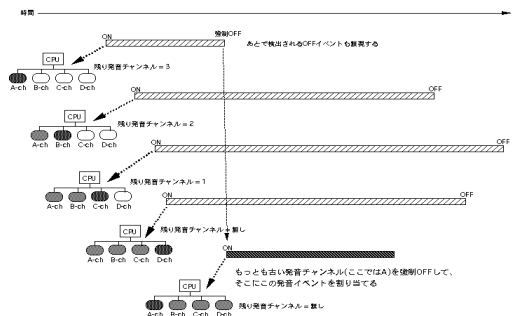 時間
ON
強制OFF
あとで検出されるOFFイベントも無視する
CPU
残り発音チャンネル = 3
A-ch B-ch C-ch D-ch
ON
OFF
CPU
残り発音チャンネル = 2
A-ch B-ch C-ch D-ch
ON
OFF
CPU
残り発音チャンネル = 1
A-ch B-ch C-ch D-ch
ON
OFF
CPU
残り発音チャンネル = 無し
A-ch B-ch C-ch D-ch
ON
もっとも古い発音チャンネル(ここではA)を強制OFFして、
そこにこの発音イベントを割り当てる
CPU
残り発音チャンネル = 無し
A-ch B-ch C-ch D-ch